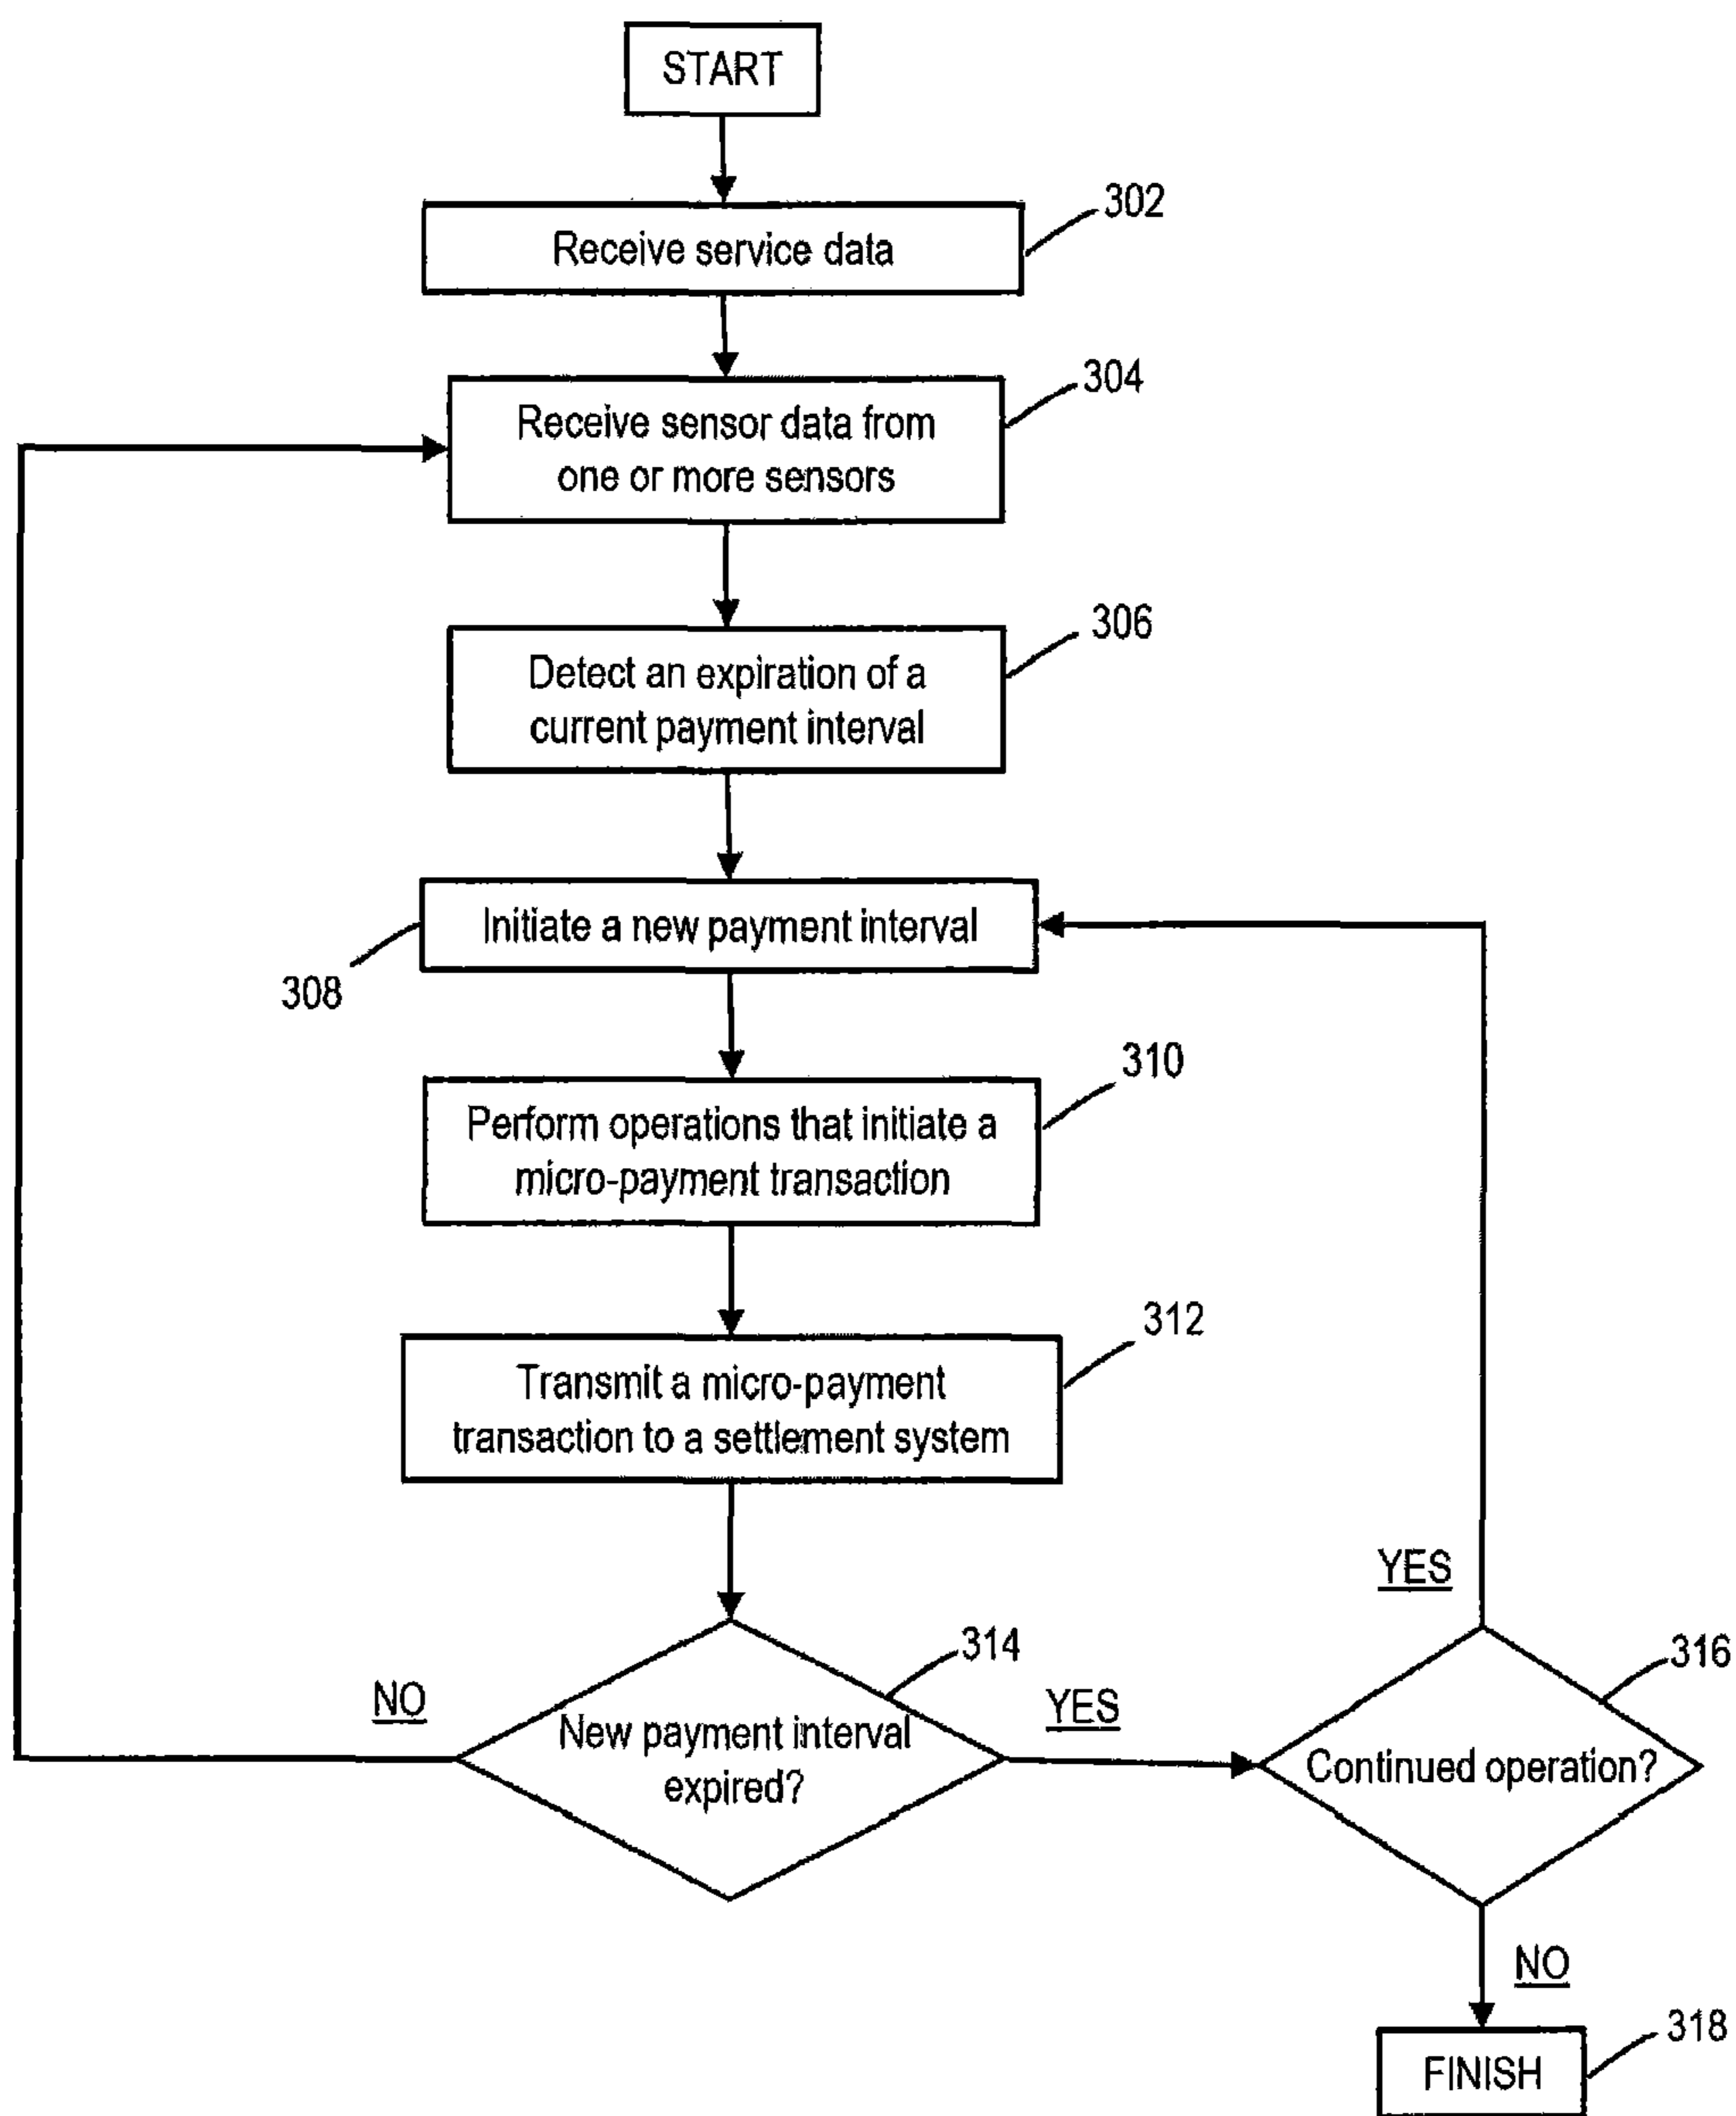 START
302
Receive service data
304
Receive sensor data from
one or more sensors
306
Detect an expiration of a
current payment interval
Initiate a new payment interval
308
310
Perform operations that initiate a
micro-payment transaction
312
Transmit a micro-payment
transaction to a settlement system
YES
314
316
NO
YES
New payment interval
expired?
Continued operation?
NO
318
FINISH